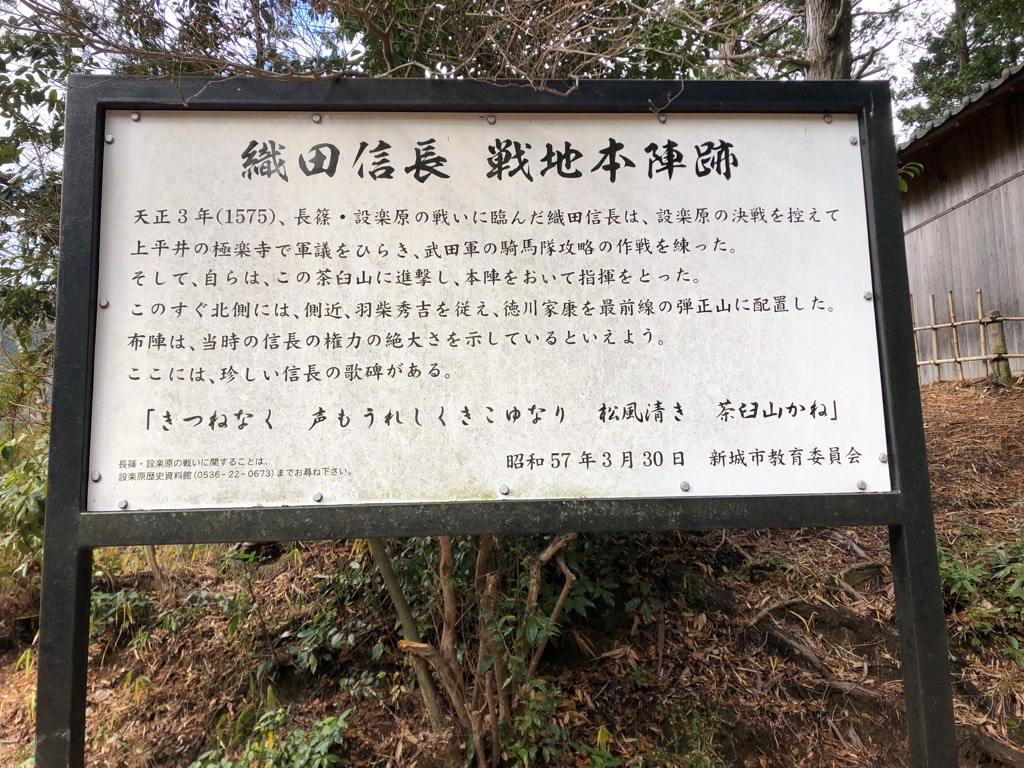 織田信長 戦地本陣跡
天正3年(1575)、長篠・設楽原の戦いに臨んだ織田信長は、設楽原の決戦を控えて
上平井の極楽寺で軍議をひらき、武田軍の騎馬隊攻略の作戦を練った。
そして、自らは、この茶臼山に進撃し、本陣をおいて指揮をとった。
このすぐ北側には、側近、羽柴秀吉を従え、徳川家康を最前線の弾正山に配置した。
布陣は、当時の信長の権力の絶大さを示しているといえよう。
ここには、珍しい信長の歌碑がある。
「きつねなく 声もうれしくきこゆなり 松風清き 茶臼山かね」
長篠・設楽原の戦いに関することは、
設楽原歴史資料館(0536-22-0673)までお尋ね下さい。
昭和57年3月30日 新城市教育委員会